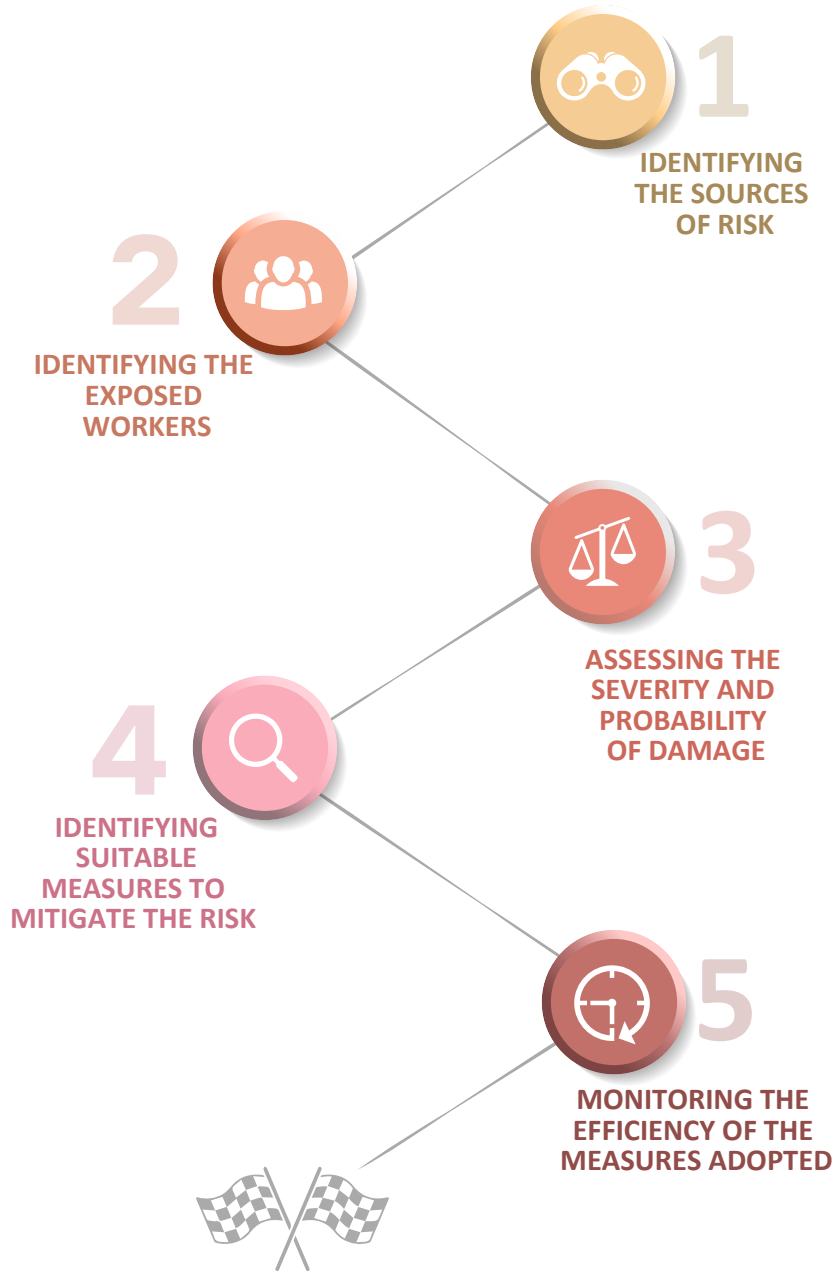 1
IDENTIFYING
THE SOURCES
OF RISK
2
IDENTIFYING THE
EXPOSED
WORKERS
3
ASSESSING THE
SEVERITY AND
PROBABILITY
OF DAMAGE
4
IDENTIFYING
SUITABLE
MEASURES TO
MITIGATE THE RISK
5
MONITORING THE
EFFICIENCY OF THE
MEASURES ADOPTED